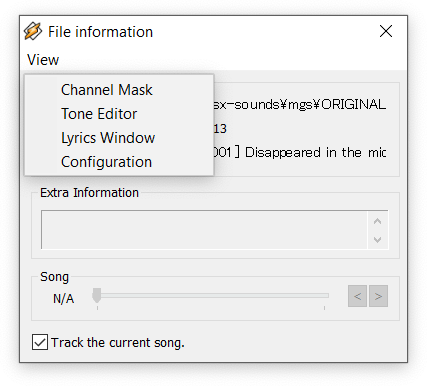 File information
View
Channel Mask
Tone Editor
Lyrics Window
Configuration
sx-sounds¥mgs¥ORIGINAL
13
001] Disappeared in the mic
Extra Information
Song
N/A
< >
Track the current song.